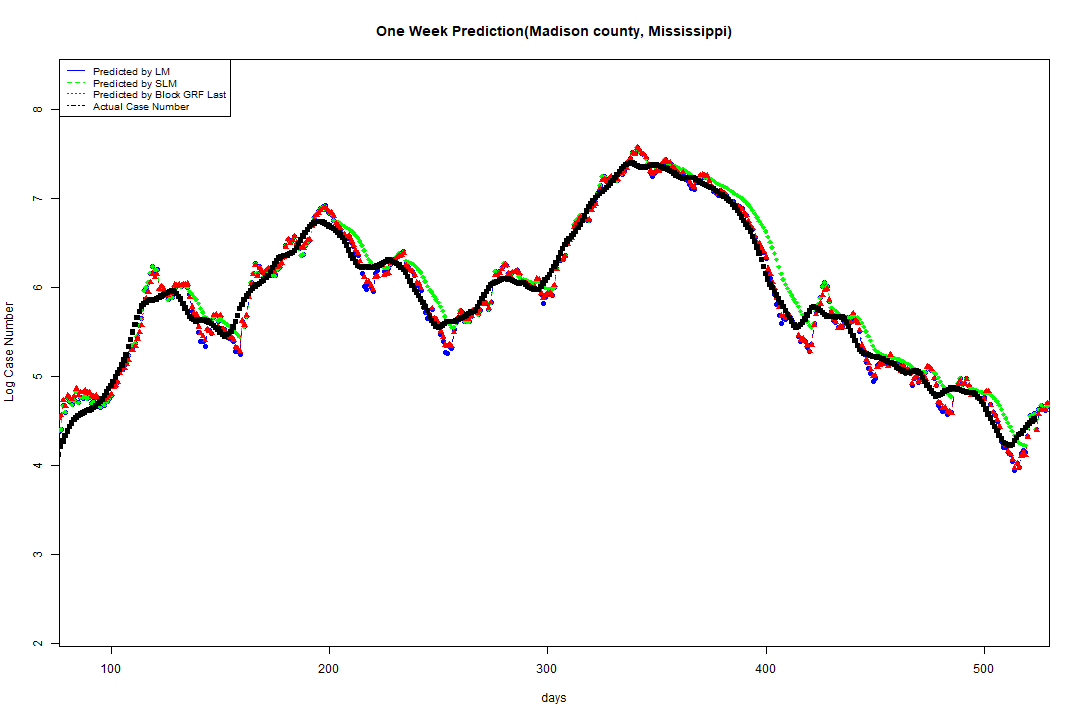 One Week Prediction(Madison county, Mississippi)
Predicted by LM
Predicted by SLM
Predicted by Block GRF Last
Actual Case Number
8
7
6
5
4
3
2
Log Case Number
100 200 300 400 500
days